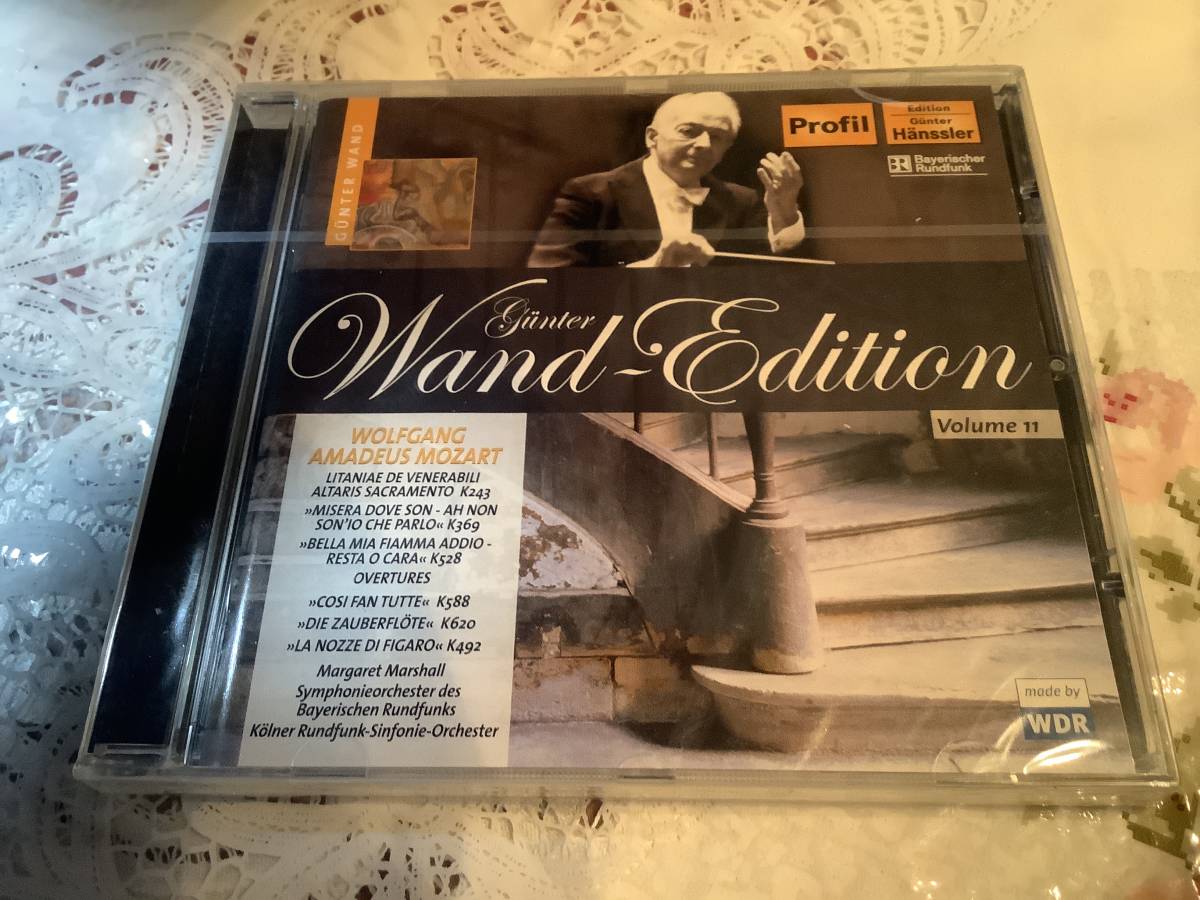 GÜNTER WAND
Profil
Edition
Günter
Hänssler
BR Bayerischer
Rundfunk
Günter
Wand-Edition
Volume 11
WOLFGANG
AMADEUS MOZART
LITANIAE DE VENERABILI
ALTARIS SACRAMENTO K243
»MISERA DOVE SON - AH NON
SON'IO CHE PARLO« K369
»BELLA MIA FIAMMA ADDIO -
RESTA O CARA« K528
OVERTURES
»COSI FAN TUTTE« K588
»DIE ZAUBERFLÖTE« K620
»LA NOZZE DI FIGARO« K492
Margaret Marshall
Symphonieorchester des
Bayerischen Rundfunks
Kölner Rundfunk-Sinfonie-Orchester
made by
WDR